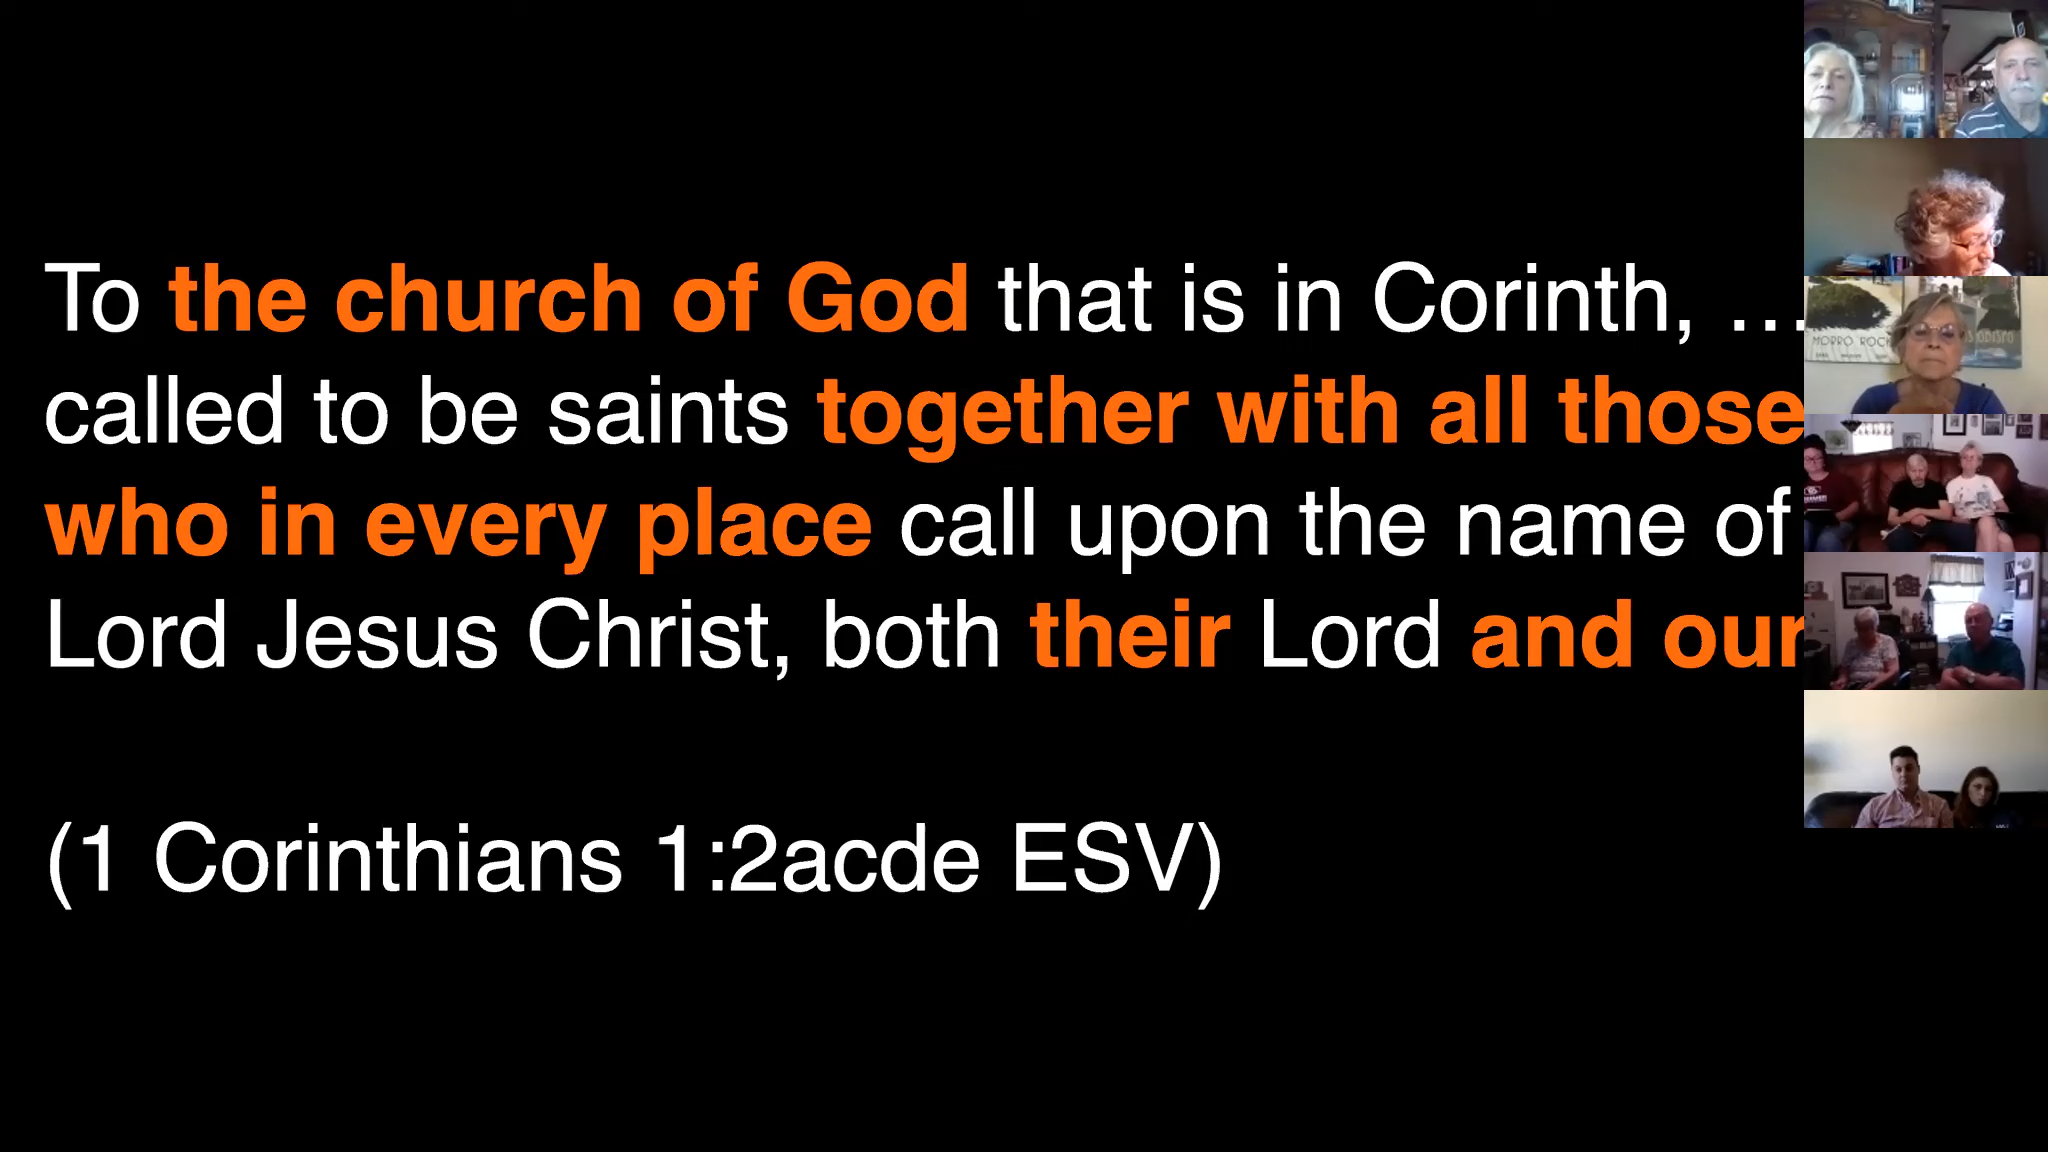 To the church of God that is in Corinth, …
called to be saints together with all those
who in every place call upon the name of
Lord Jesus Christ, both their Lord and our
(1 Corinthians 1:2acde ESV)
MORRO ROCK